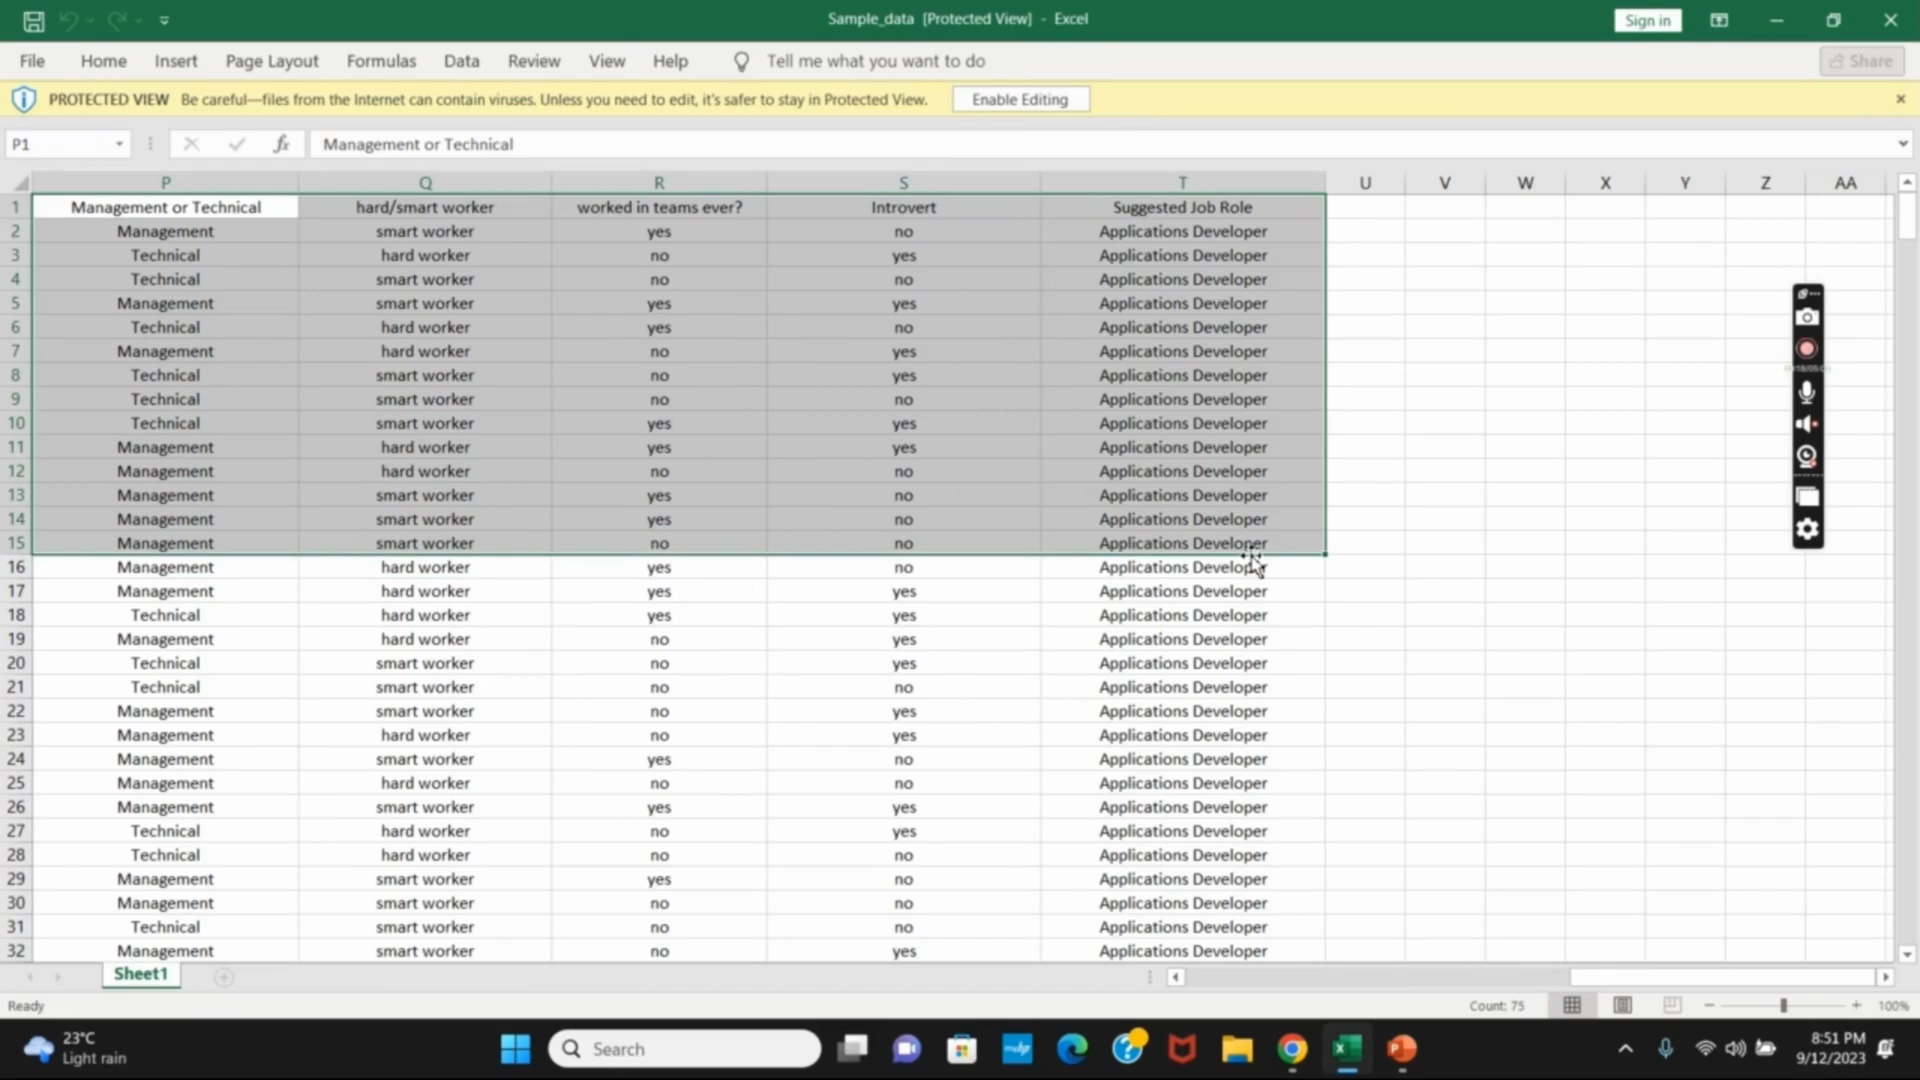 Sample_data [Protected View] - Excel
Sign in
File Home Insert Page Layout Formulas Data Review View Help Tell me what you want to do Share
PROTECTED VIEW Be careful—files from the Internet can contain viruses. Unless you need to edit, it's safer to stay in Protected View. Enable Editing
P1 fx Management or Technical
P Q R S T U V W X Y Z AA
1 Management or Technical hard/smart worker worked in teams ever? Introvert Suggested Job Role
2 Management smart worker yes no Applications Developer
3 Technical hard worker no yes Applications Developer
4 Technical smart worker no no Applications Developer
5 Management smart worker yes yes Applications Developer
6 Technical hard worker yes no Applications Developer
7 Management hard worker no yes Applications Developer
8 Technical smart worker no yes Applications Developer
9 Technical smart worker no no Applications Developer
10 Technical smart worker yes yes Applications Developer
11 Management hard worker yes yes Applications Developer
12 Management hard worker no no Applications Developer
13 Management smart worker yes no Applications Developer
14 Management smart worker yes no Applications Developer
15 Management smart worker no no Applications Developer
16 Management hard worker yes no Applications Developer
17 Management hard worker yes yes Applications Developer
18 Technical hard worker yes yes Applications Developer
19 Management hard worker no yes Applications Developer
20 Technical smart worker no yes Applications Developer
21 Technical smart worker no no Applications Developer
22 Management smart worker no yes Applications Developer
23 Management hard worker no yes Applications Developer
24 Management smart worker yes no Applications Developer
25 Management hard worker no no Applications Developer
26 Management smart worker yes yes Applications Developer
27 Technical hard worker no yes Applications Developer
28 Technical hard worker no no Applications Developer
29 Management smart worker yes no Applications Developer
30 Management smart worker no no Applications Developer
31 Technical smart worker no no Applications Developer
32 Management smart worker no yes Applications Developer
Sheet1
Ready Count: 75 100%
23°C
Light rain
Search
8:51 PM
9/12/2023